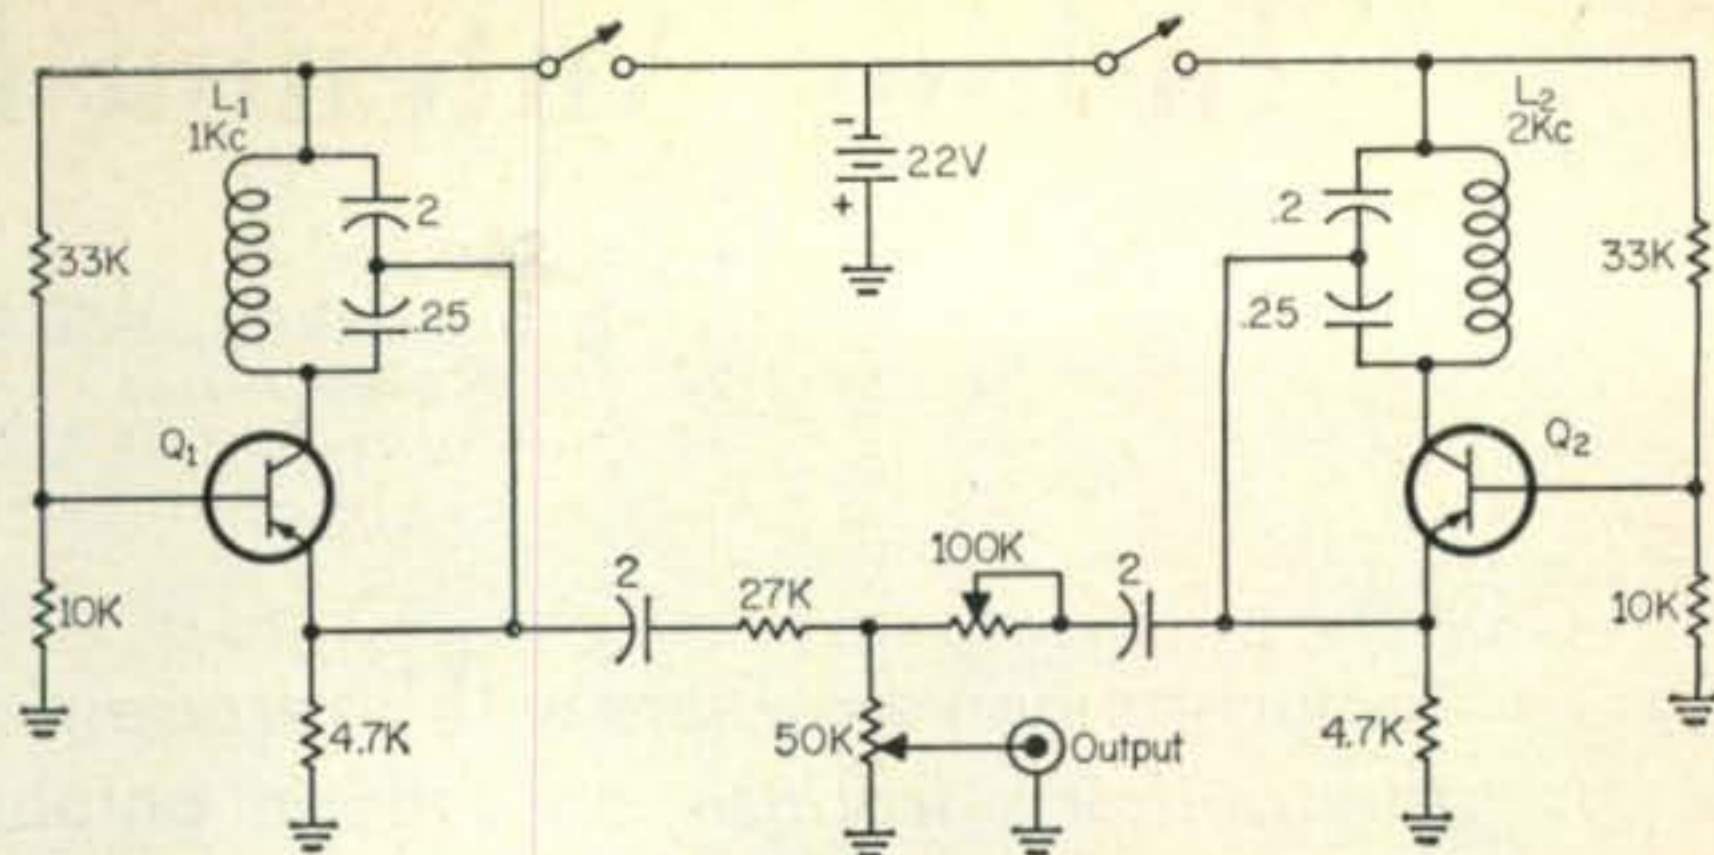 L1
1Kc
L2
2Kc
-
22V
+
2
.25
.2
.25
33K
33K
Q1
Q2
10K
2
27K
100K
2
10K
4.7K
50K
Output
4.7K